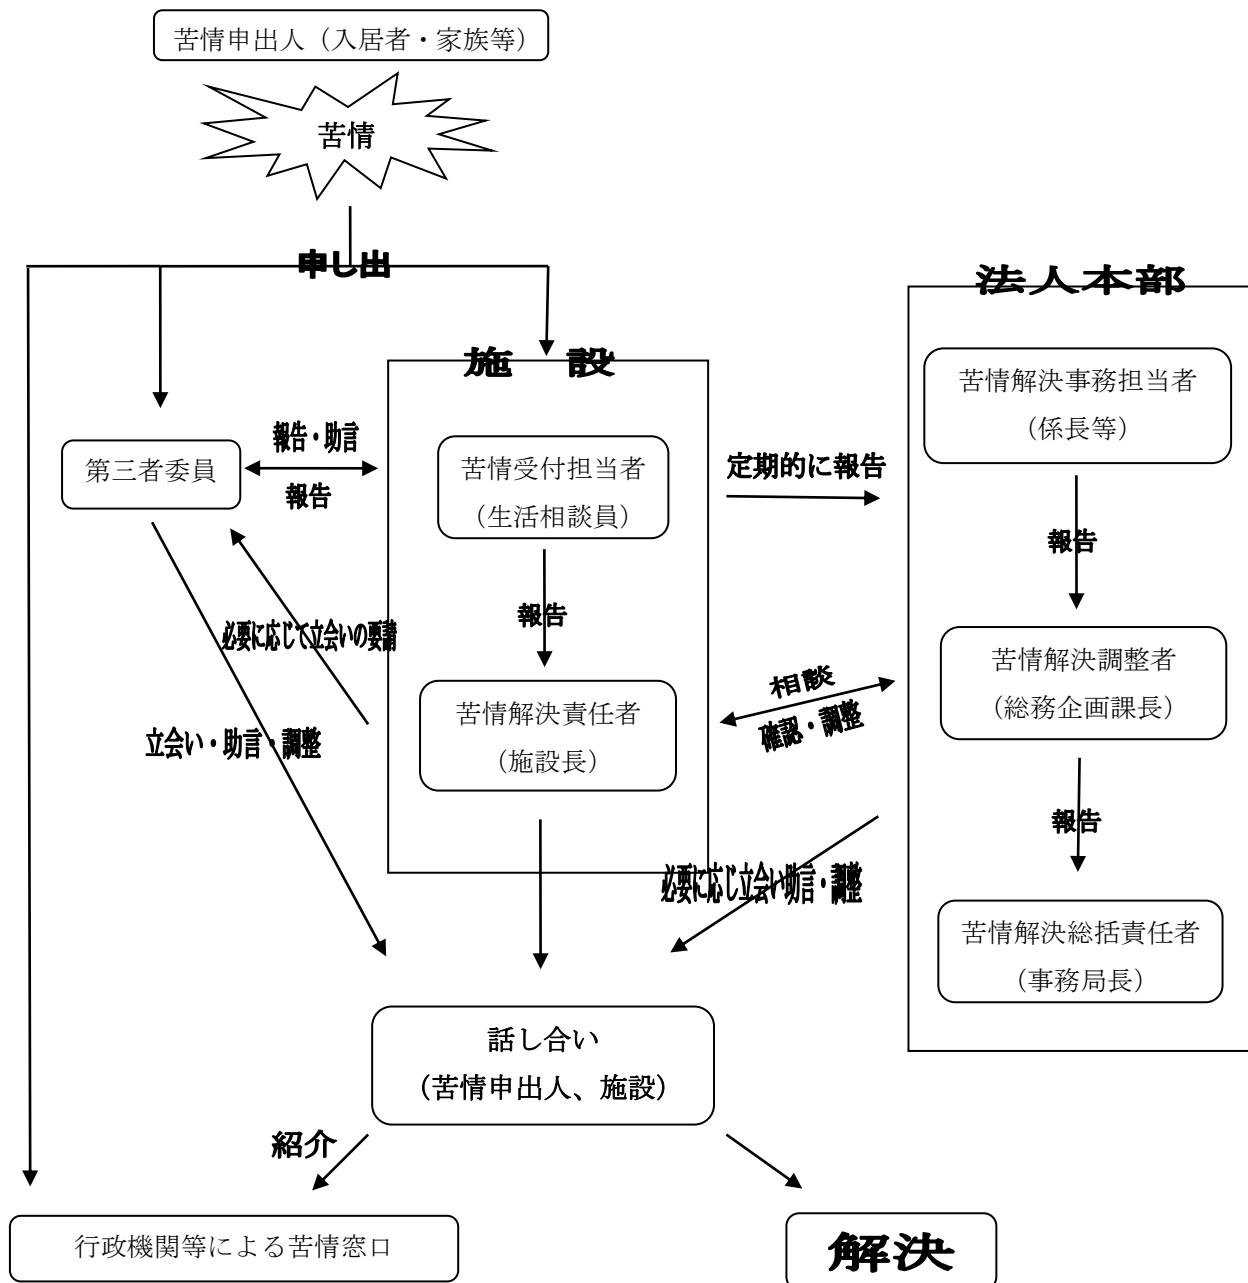 苦情申出人（入居者・家族等）
苦情
申し出
法人本部
施　設
苦情解決事務担当者
（係長等）
報告・助言
第三者委員
報告
苦情受付担当者
（生活相談員）
定期的に報告
報告
報告
必要に応じて立会いの要請
苦情解決調整者
（総務企画課長）
相談
確認・調整
苦情解決責任者
（施設長）
立会い・助言・調整
報告
必要に応じ立会い助言・調整
苦情解決総括責任者
（事務局長）
話し合い
（苦情申出人、施設）
紹介
行政機関等による苦情窓口
解決